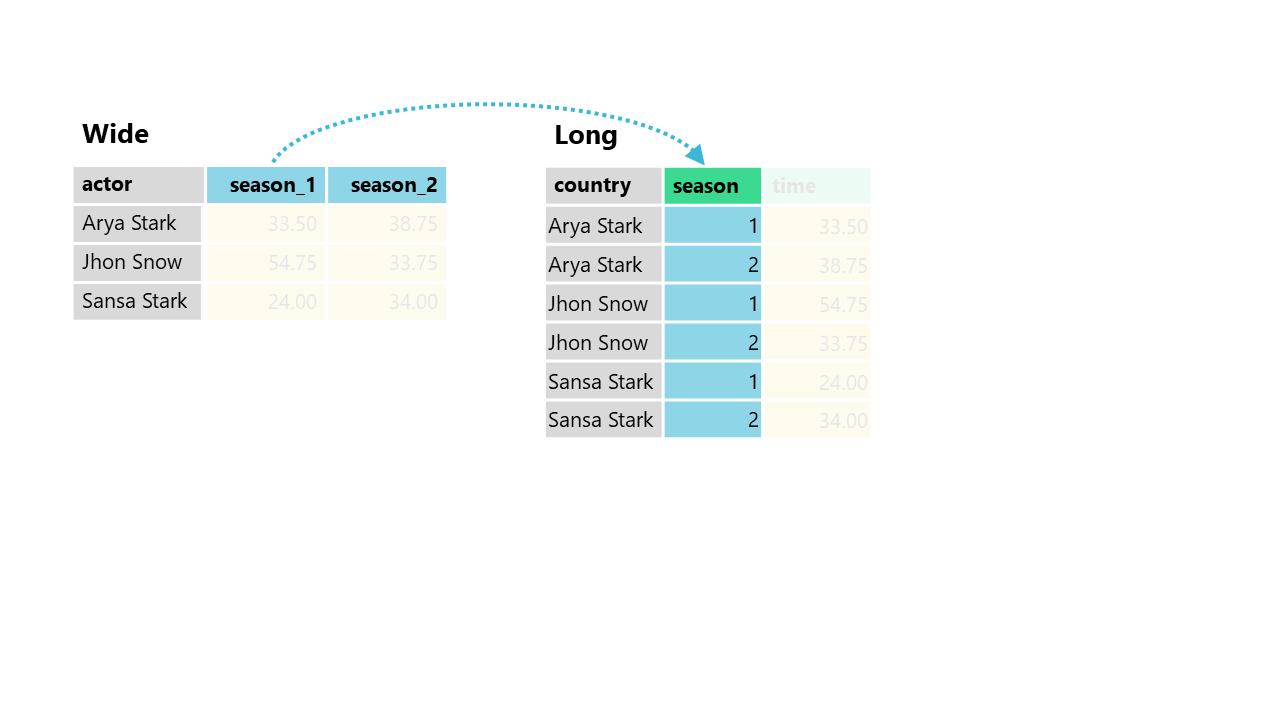 Wide
actor season_1 season_2
Arya Stark 33.50 38.75
Jhon Snow 54.75 33.75
Sansa Stark 24.00 34.00
Long
country season time
Arya Stark 1 33.50
Arya Stark 2 38.75
Jhon Snow 1 54.75
Jhon Snow 2 33.75
Sansa Stark 1 24.00
Sansa Stark 2 34.00